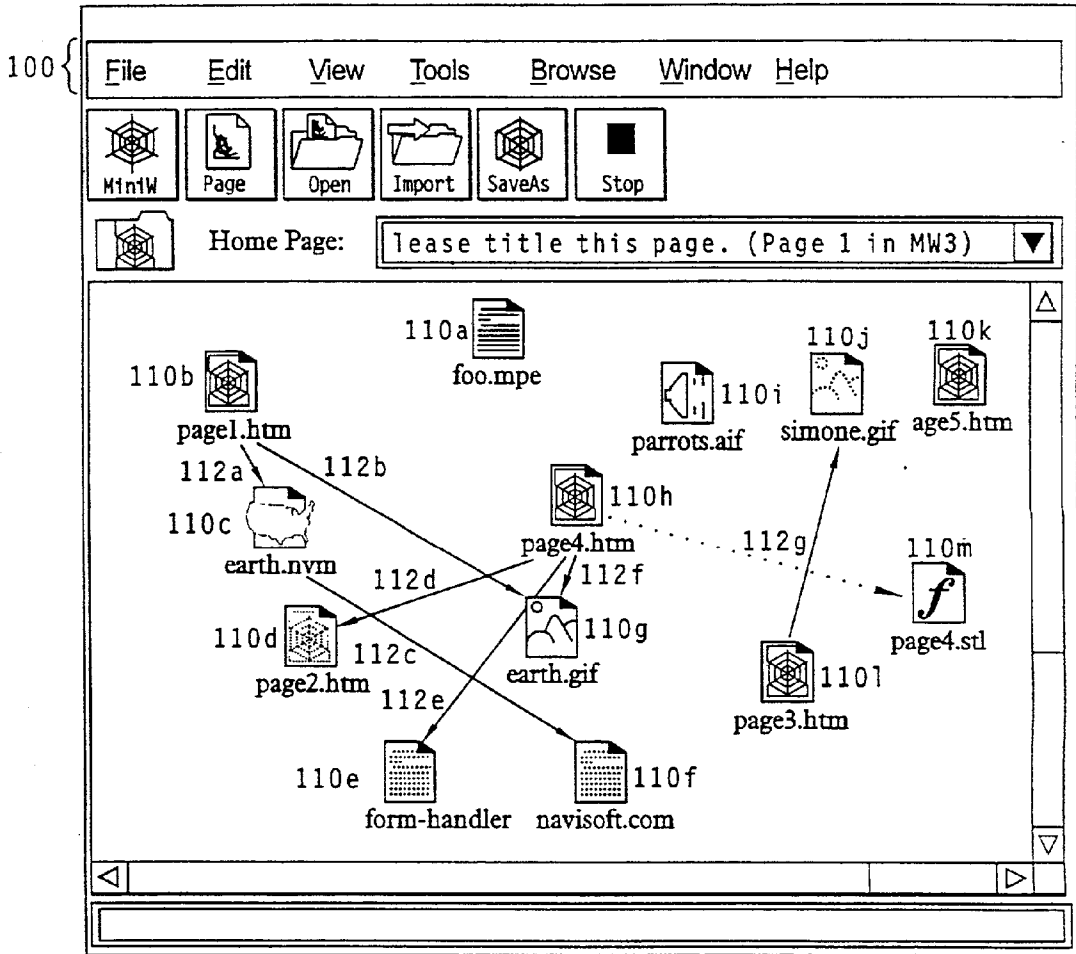 100
File Edit View Tools Browse Window Help
MiniW Page Open Import SaveAs Stop
Home Page: lease title this page. (Page 1 in MW3)
110a
foo.mpe
110b
page1.htm
110i
parrots.aif
110j
simone.gif
110k
age5.htm
112a
112b
110c
earth.nvm
110h
page4.htm
112g
112d
112f
110m
page4.stl
110d
page2.htm
112c
110g
earth.gif
112e
110l
page3.htm
110e
form-handler
110f
navisoft.com
f